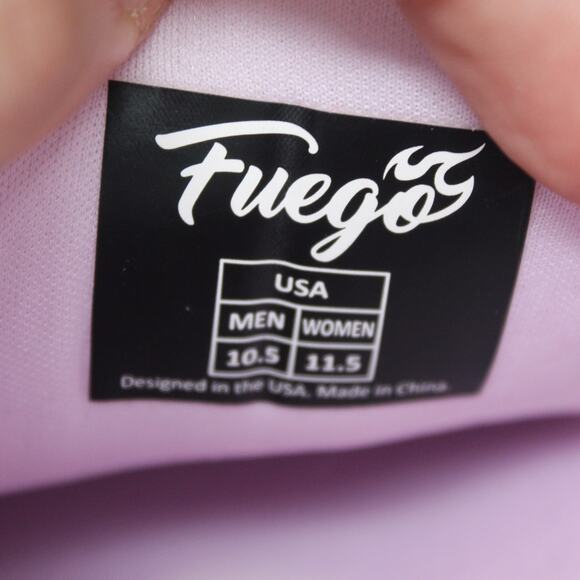 Fuego
USA
MEN WOMEN
10.5 11.5
Designed in the USA. Made in China.